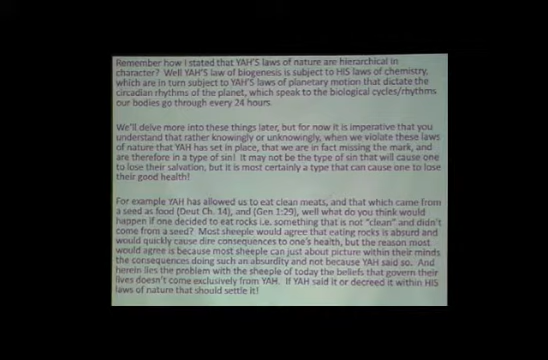 Remember how I stated that YAH'S laws of nature are hierarchical in
character? Well YAH'S law of biogenesis is subject to HIS laws of chemistry,
which are in turn subject to YAH'S laws of planetary motion that dictate the
circadian rhythms of the planet, which speak to the biological cycles/rhythms
our bodies go through every 24 hours.
We'll delve more into these things later, but for now it is imperative that you
understand that rather knowingly or unknowingly, when we violate these laws
of nature that YAH has set in place, that we are in fact missing the mark, and
are therefore in a type of sin! It may not be the type of sin that will cause one
to lose their salvation, but it is most certainly a type that can cause one to lose
their good health!
For example YAH has allowed us to eat clean meats, and that which came from
a seed as food (Deut Ch. 14), and (Gen 1:29), well what do you think would
happen if one decided to eat rocks i.e. something that is not "clean" and didn't
come from a seed? Most sheeple would agree that eating rocks is absurd and
would quickly cause dire consequences to one's health, but the reason most
would agree is because most sheeple can just about picture within their minds
the consequences doing such an absurdity and not because YAH said so. And
herein lies the problem with the sheeple of today the beliefs that govern their
lives doesn't come exclusively from YAH. If YAH said it or decreed it within HIS
laws of nature that should settle it!